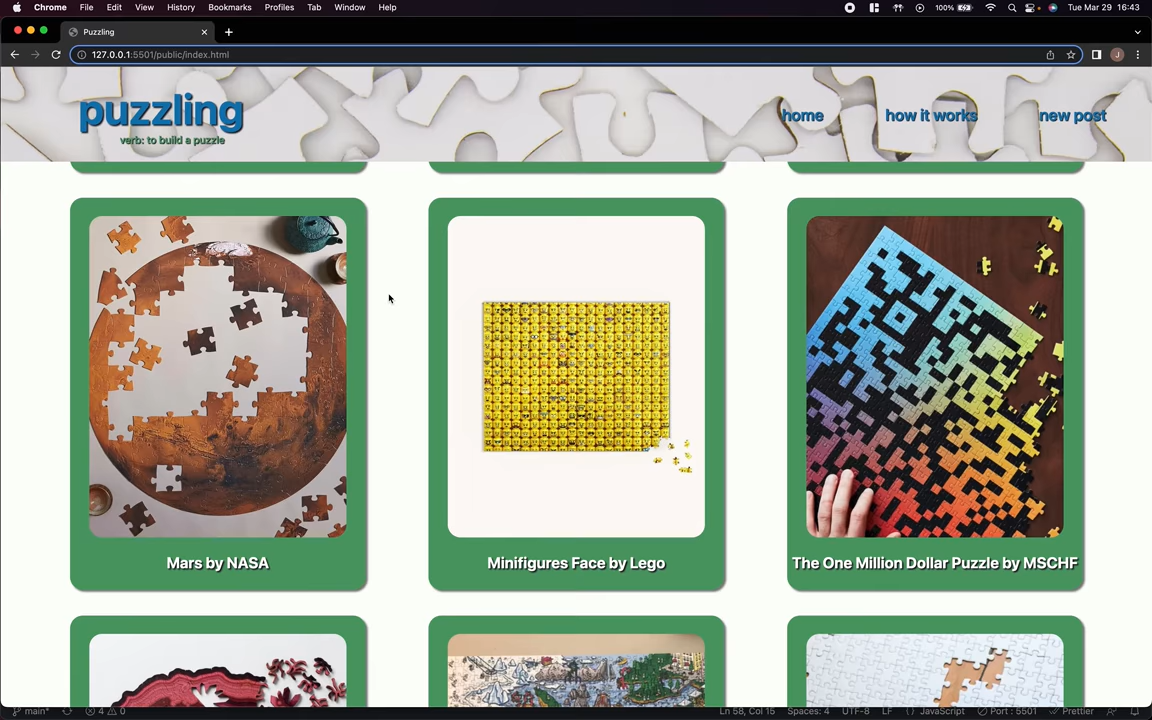 Chrome File Edit View History Bookmarks Profiles Tab Window Help 100% Tue Mar 29 16:43
Puzzling
127.0.0.1:5501/public/index.html J
puzzling
verb: to build a puzzle
home how it works new post
Mars by NASA
Minifigures Face by Lego
The One Million Dollar Puzzle by MSCHF
main* 4 0 Ln 58, Col 15 Spaces: 4 UTF-8 LF {} JavaScript Port : 5501 Prettier